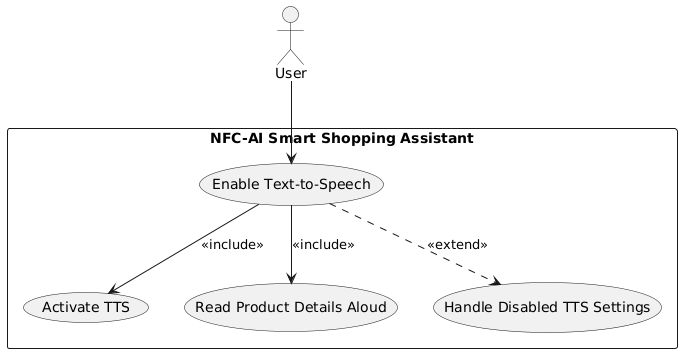 User
NFC-AI Smart Shopping Assistant
Enable Text-to-Speech
«include»
«include»
«extend»
Activate TTS
Read Product Details Aloud
Handle Disabled TTS Settings